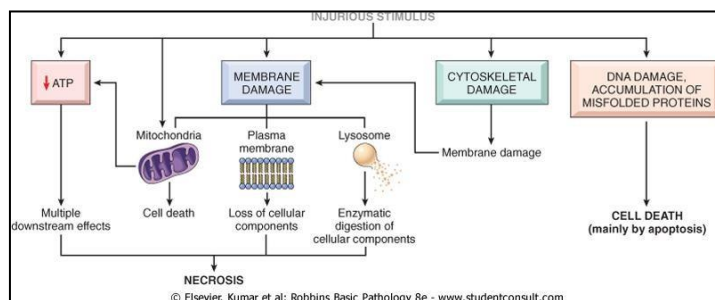 INJURIOUS STIMULUS
ATP
MEMBRANE
DAMAGE
CYTOSKELETAL
DAMAGE
DNA DAMAGE,
ACCUMULATION OF
MISFOLDED PROTEINS
Mitochondria
Plasma
membrane
Lysosome
Membrane damage
Multiple
downstream effects
Cell death
Loss of cellular
components
Enzymatic
digestion of
cellular components
CELL DEATH
(mainly by apoptosis)
NECROSIS
© Elsevier. Kumar et al: Robbins Basic Pathology 8e - www.studentconsult.com